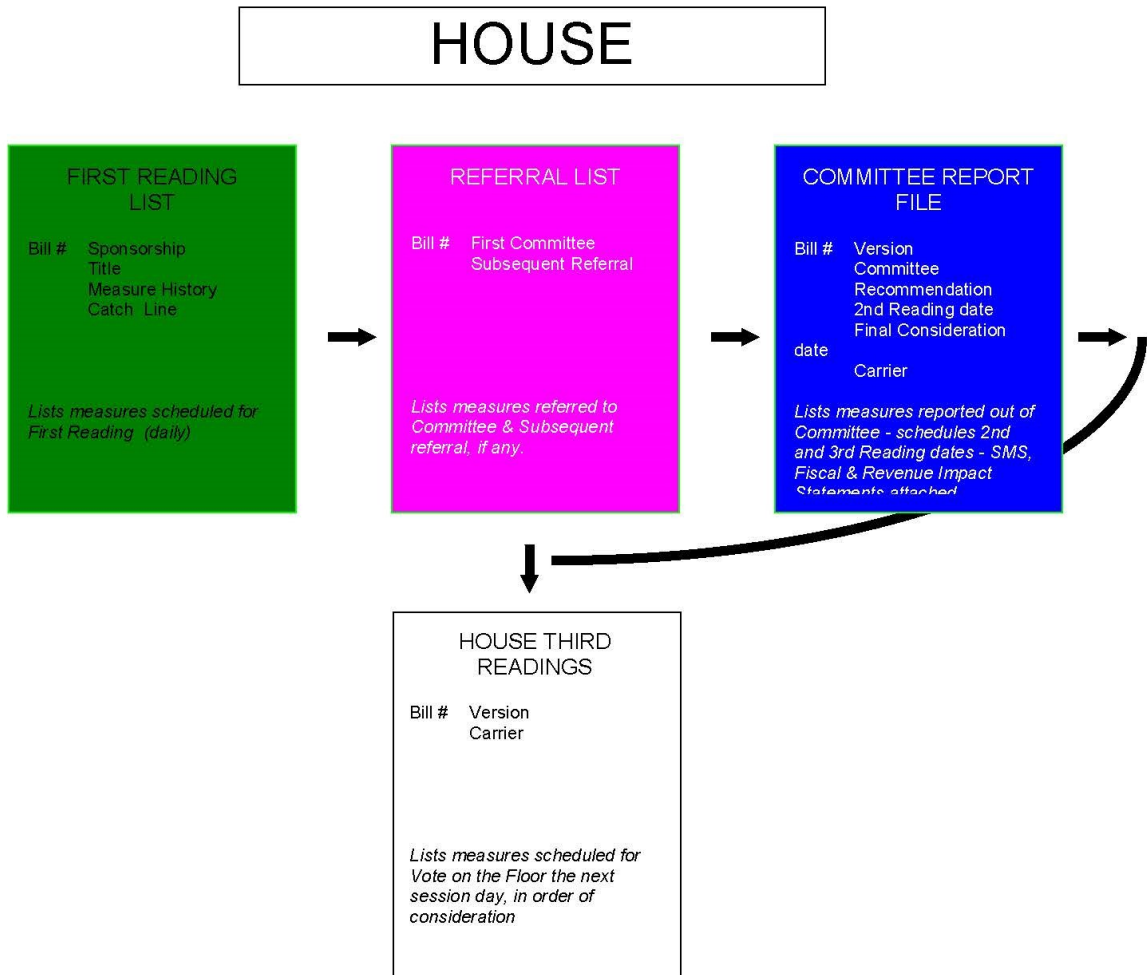 HOUSE
FIRST READING
LIST
Bill # Sponsorship
Title
Measure History
Catch Line
Lists measures scheduled for
First Reading (daily)
REFERRAL LIST
Bill # First Committee
Subsequent Referral
Lists measures referred to
Committee & Subsequent
referral, if any.
COMMITTEE REPORT
FILE
Bill # Version
Committee
Recommendation
2nd Reading date
Final Consideration
date
Carrier
Lists measures reported out of
Committee - schedules 2nd
and 3rd Reading dates - SMS,
Fiscal & Revenue Impact
Statements attached
HOUSE THIRD
READINGS
Bill # Version
Carrier
Lists measures scheduled for
Vote on the Floor the next
session day, in order of
consideration